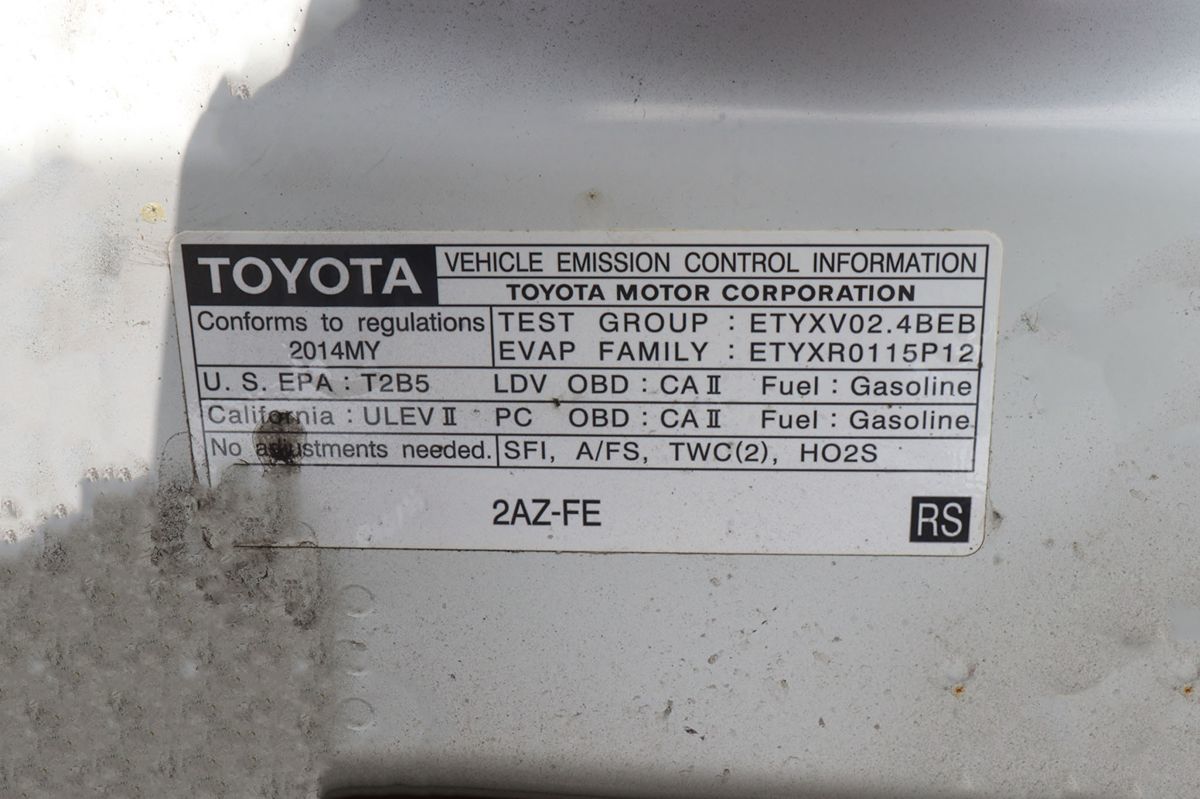 TOYOTA VEHICLE EMISSION CONTROL INFORMATION
TOYOTA MOTOR CORPORATION
Conforms to regulations TEST GROUP : ETYXV02.4BEB
2014MY EVAP FAMILY : ETYXR0115P12
U. S. EPA : T2B5 LDV OBD : CA II Fuel : Gasoline
California : ULEV II PC OBD : CA II Fuel : Gasoline
No adjustments needed. SFI, A/FS, TWC(2), HO2S
2AZ-FE RS